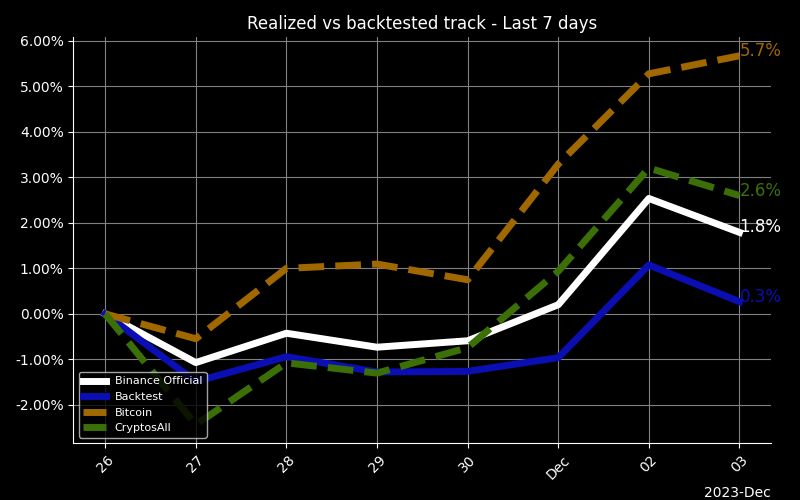 Realized vs backtested track - Last 7 days
6.00%
5.00%
4.00%
3.00%
2.00%
1.00%
0.00%
-1.00%
-2.00%
5.7%
2.6%
1.8%
0.3%
Binance Official
Backtest
Bitcoin
CryptosAll
26
27
28
29
30
Dec
02
03
2023-Dec